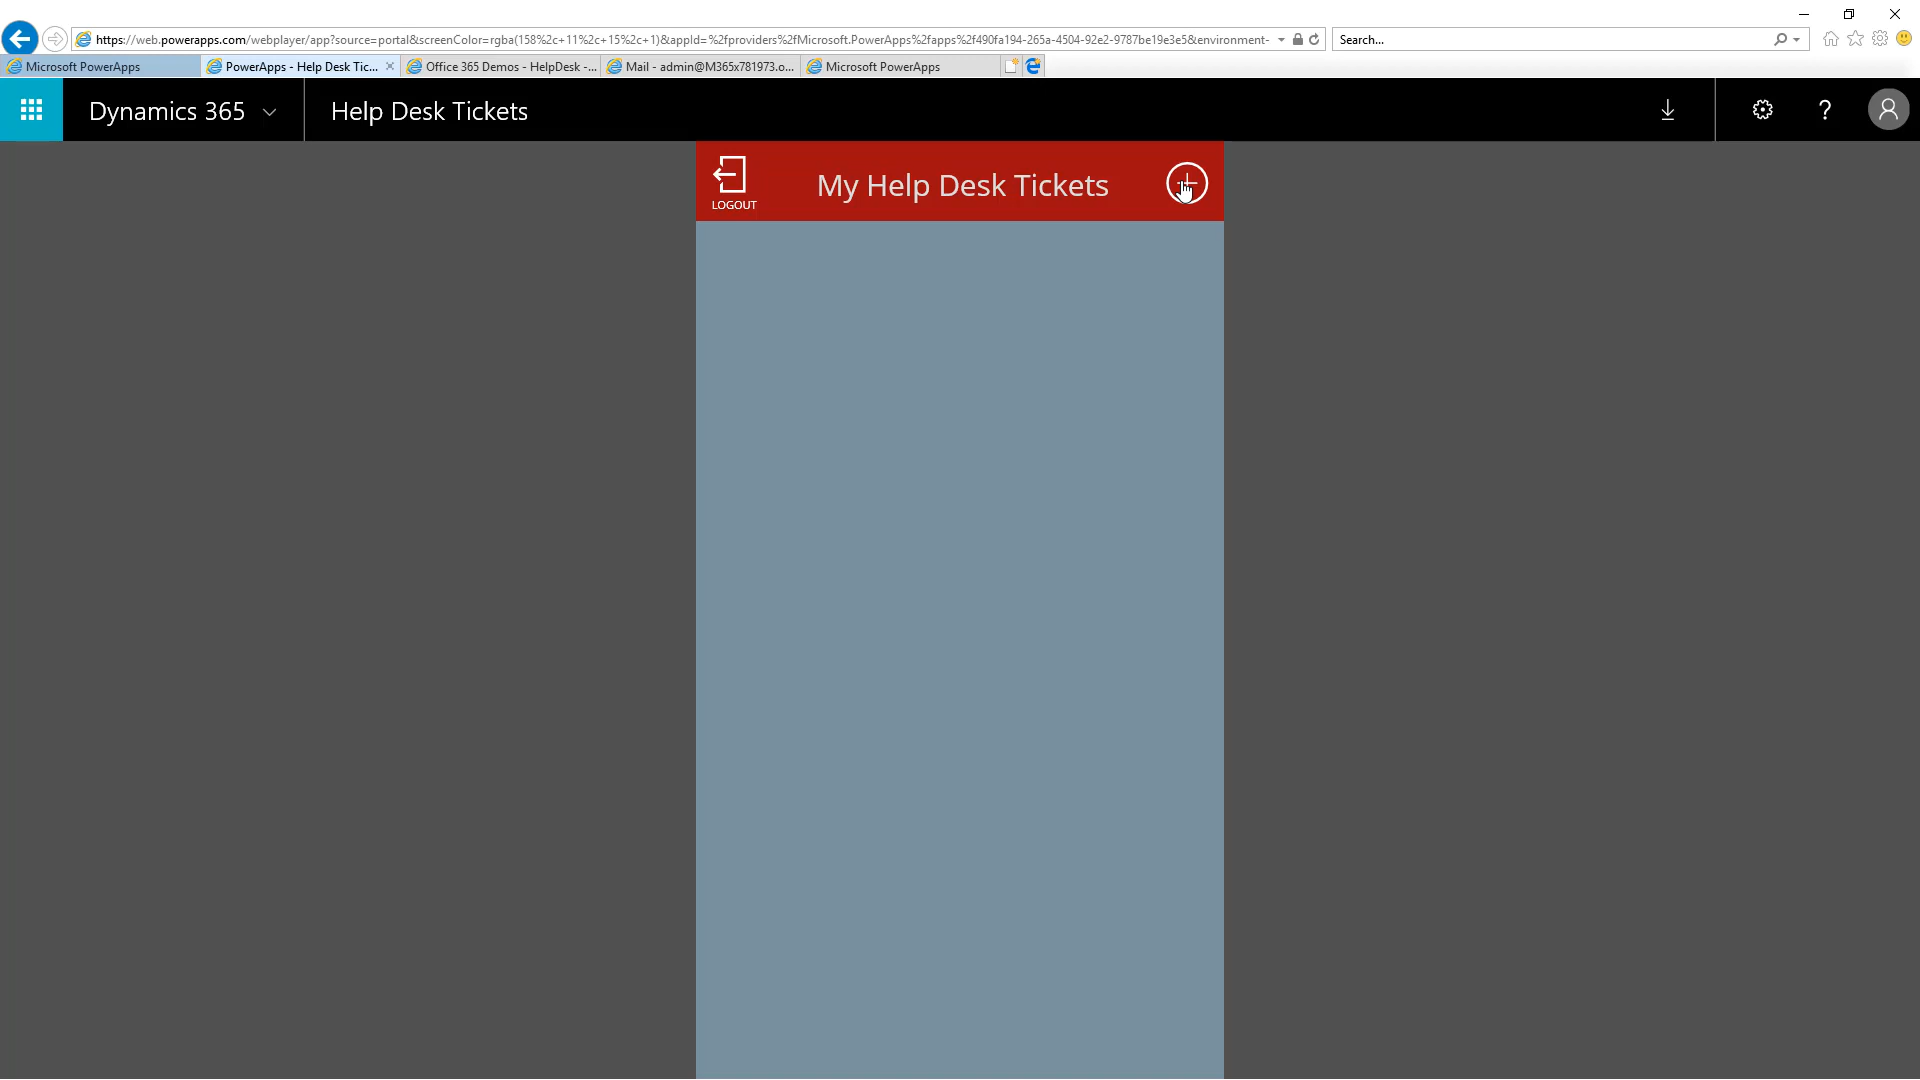 https://web.powerapps.com/webplayer/app?source=portal&screenColor=rgba(158%2c+11%2c+15%2c+1)&appId=%2fproviders%2fMicrosoft.PowerApps%2fapps%2f490fa194-265a-4504-92e2-9787be19e3e5&environment-
Search...
Microsoft PowerApps
PowerApps - Help Desk Tic...
Office 365 Demos - HelpDesk -...
Mail - admin@M365x781973.o...
Microsoft PowerApps
Dynamics 365
Help Desk Tickets
?
My Help Desk Tickets
LOGOUT